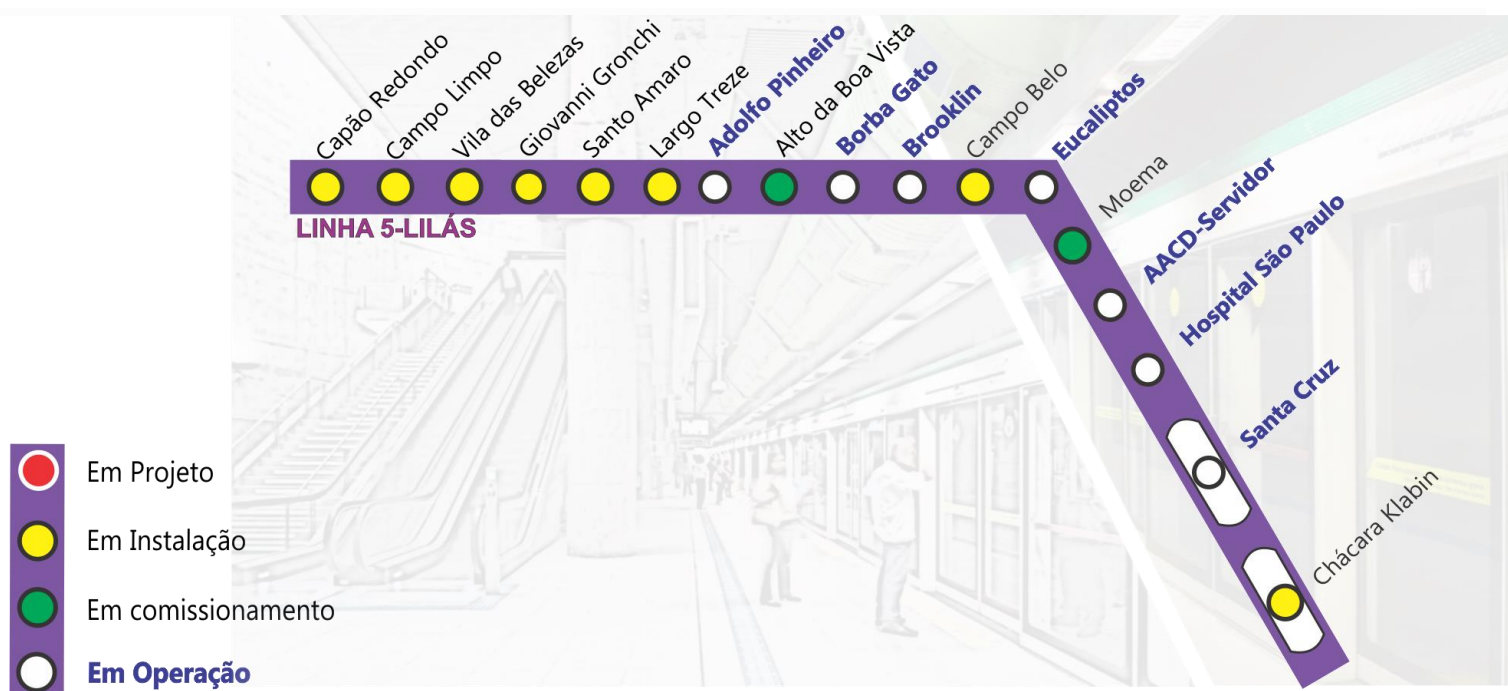 Capão Redondo
Campo Limpo
Vila das Belezas
Giovanni Gronchi
Santo Amaro
Largo Treze
Adolfo Pinheiro
Alto da Boa Vista
Borba Gato
Brooklin
Campo Belo
Eucaliptos
Moema
AACD-Servidor
Hospital São Paulo
Santa Cruz
Chácara Klabin
LINHA 5-LILÁS
Em Projeto
Em Instalação
Em comissionamento
Em Operação